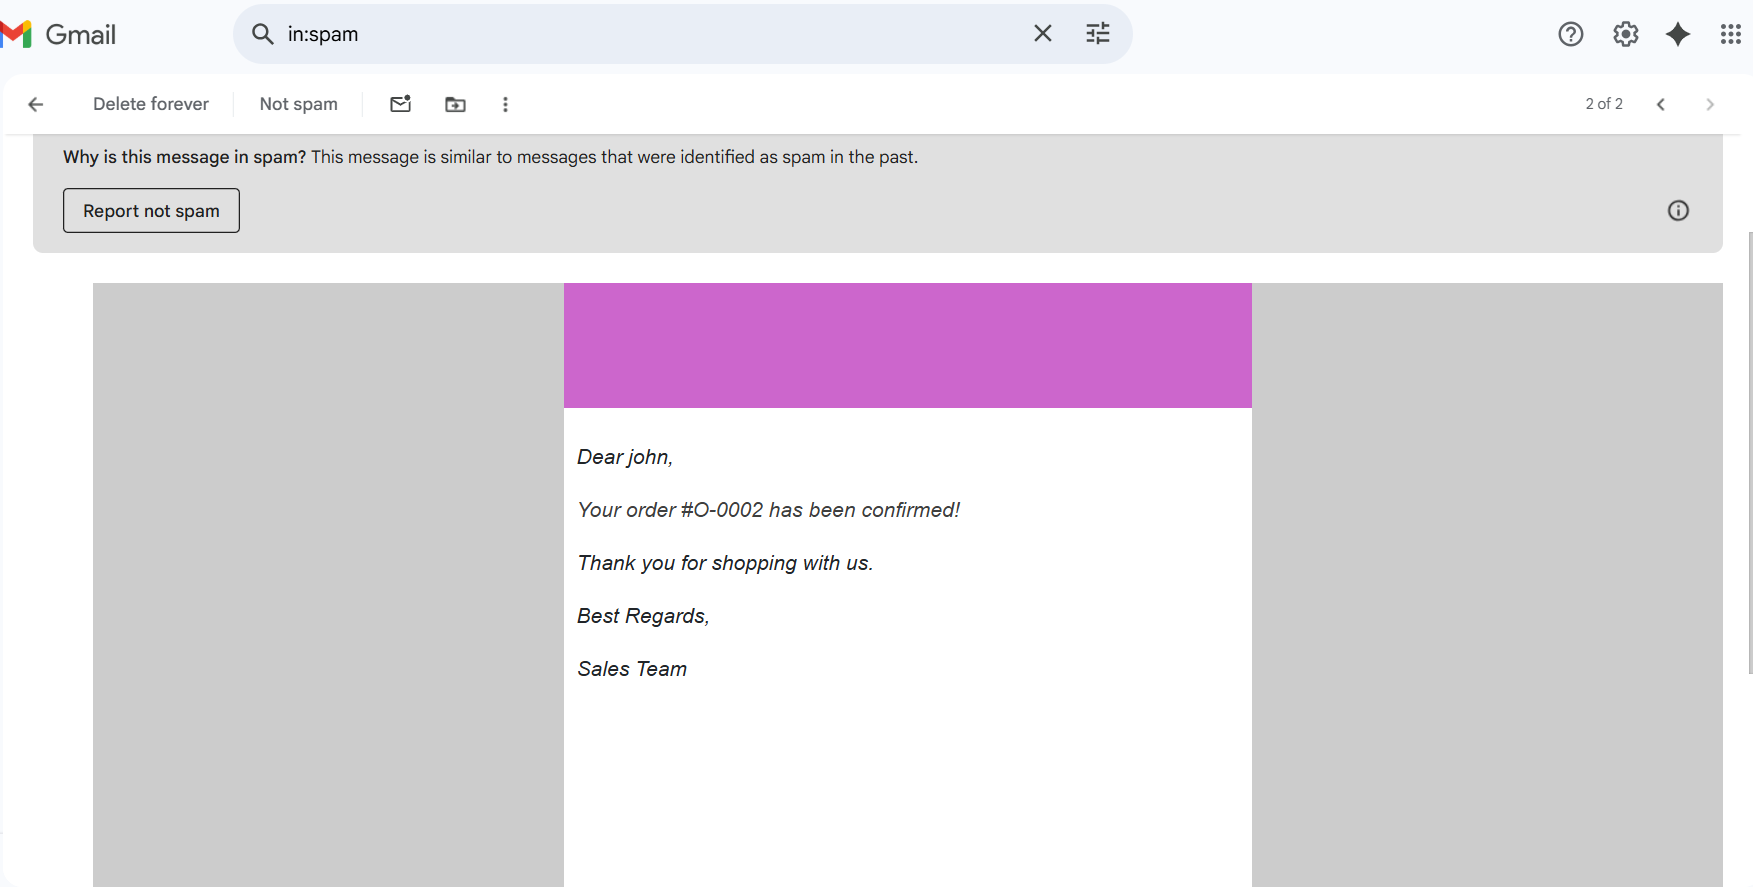 Gmail
in:spam
Delete forever
Not spam
2 of 2
Why is this message in spam? This message is similar to messages that were identified as spam in the past.
Report not spam
Dear john,
Your order #O-0002 has been confirmed!
Thank you for shopping with us.
Best Regards,
Sales Team